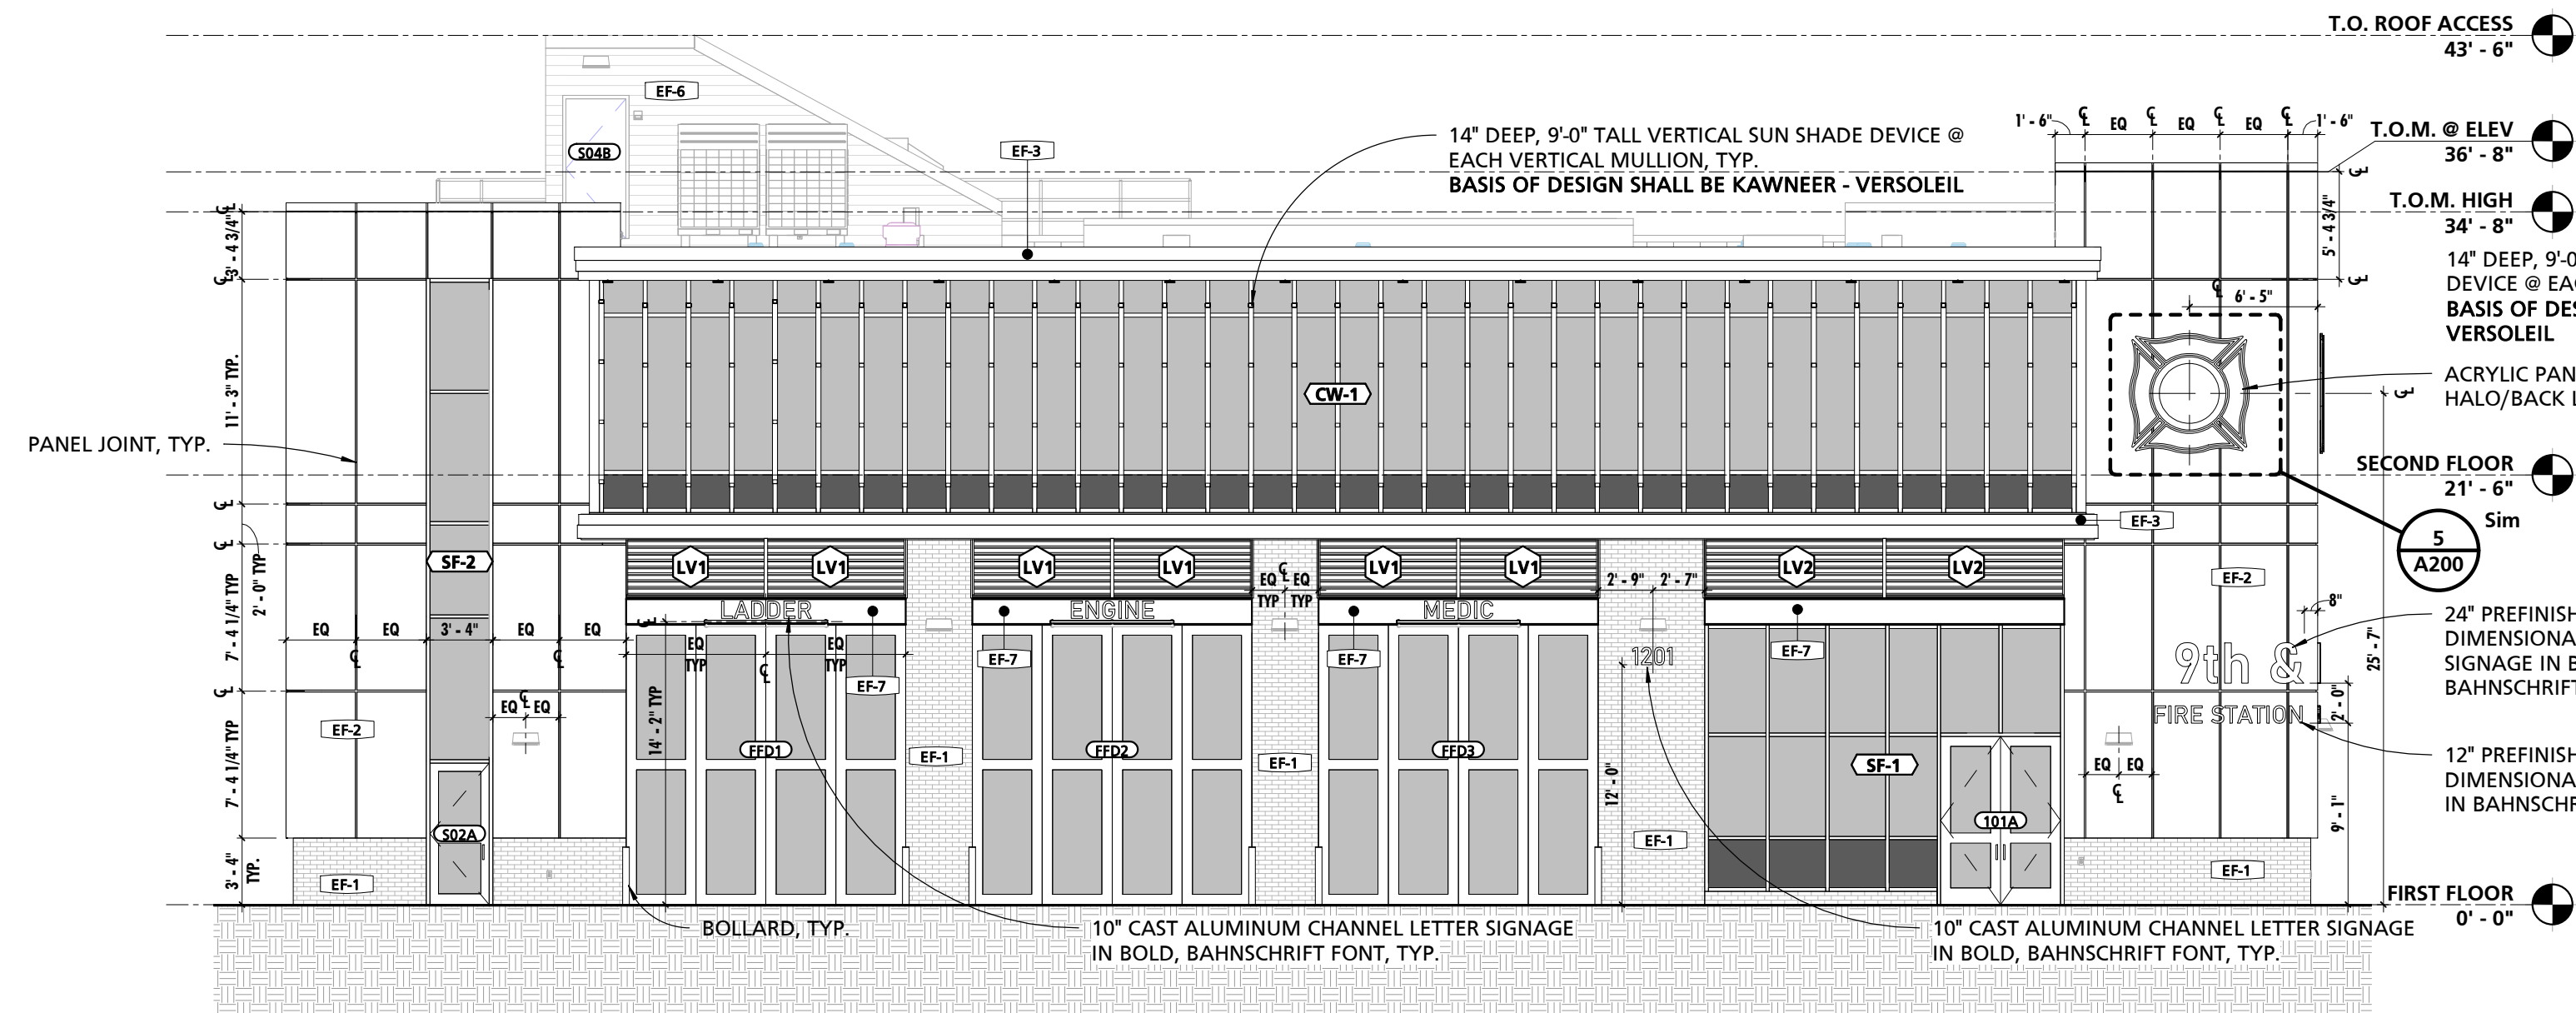 T.O. ROOF ACCESS
43' - 6"
EF-6
S04B
EF-3
14" DEEP, 9'-0" TALL VERTICAL SUN SHADE DEVICE @
EACH VERTICAL MULLION, TYP.
BASIS OF DESIGN SHALL BE KAWNEER - VERSOLEIL
1' - 6"
EQ
EQ
EQ
1' - 6"
T.O.M. @ ELEV
36' - 8"
T.O.M. HIGH
34' - 8"
3' - 4 3/4"
5' - 4 3/4"
14" DEEP, 9'-0
DEVICE @ EA
BASIS OF DES
VERSOLEIL
6' - 5"
11' - 3" TYP.
CW-1
ACRYLIC PAN
HALO/BACK L
PANEL JOINT, TYP.
SECOND FLOOR
21' - 6"
EF-3
Sim
5
A200
2' - 0" TYP
SF-2
LV1
LV1
LV1
LV1
LV1
LV1
LV2
LV2
EQ
EQ
TYP
TYP
2' - 9"
2' - 7"
EF-2
8"
LADDER
ENGINE
MEDIC
24" PREFINISH
DIMENSIONA
SIGNAGE IN B
BAHNSCHRIFT
7' - 4 1/4" TYP
EQ
EQ
3' - 4"
EQ
EQ
EQ
TYP
EQ
TYP
EF-7
EF-7
EF-7
EF-7
1201
9th &
25' - 7"
2' - 0"
FIRE STATION
EF-2
EQ
EQ
14' - 2" TYP
FFD1
EF-1
FFD2
EF-1
FFD3
12' - 0"
SF-1
EQ
EQ
12" PREFINISH
DIMENSIONA
IN BAHNSCHR
7' - 4 1/4" TYP
9' - 1"
S02A
101A
EF-1
3' - 4"
TYP.
EF-1
EF-1
FIRST FLOOR
0' - 0"
BOLLARD, TYP.
10" CAST ALUMINUM CHANNEL LETTER SIGNAGE
IN BOLD, BAHNSCHRIFT FONT, TYP.
10" CAST ALUMINUM CHANNEL LETTER SIGNAGE
IN BOLD, BAHNSCHRIFT FONT, TYP.